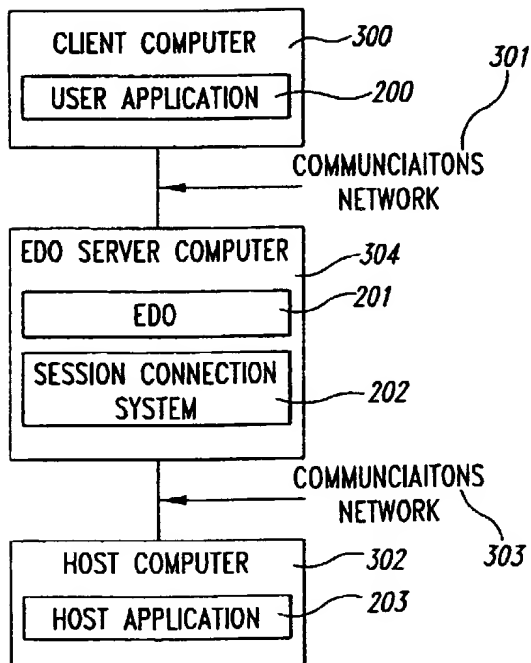 CLIENT COMPUTER
300
USER APPLICATION
200
301
COMMUNCIAITONS
NETWORK
EDO SERVER COMPUTER
304
EDO
201
SESSION CONNECTION
SYSTEM
202
COMMUNCIAITONS
NETWORK
303
HOST COMPUTER
302
HOST APPLICATION
203